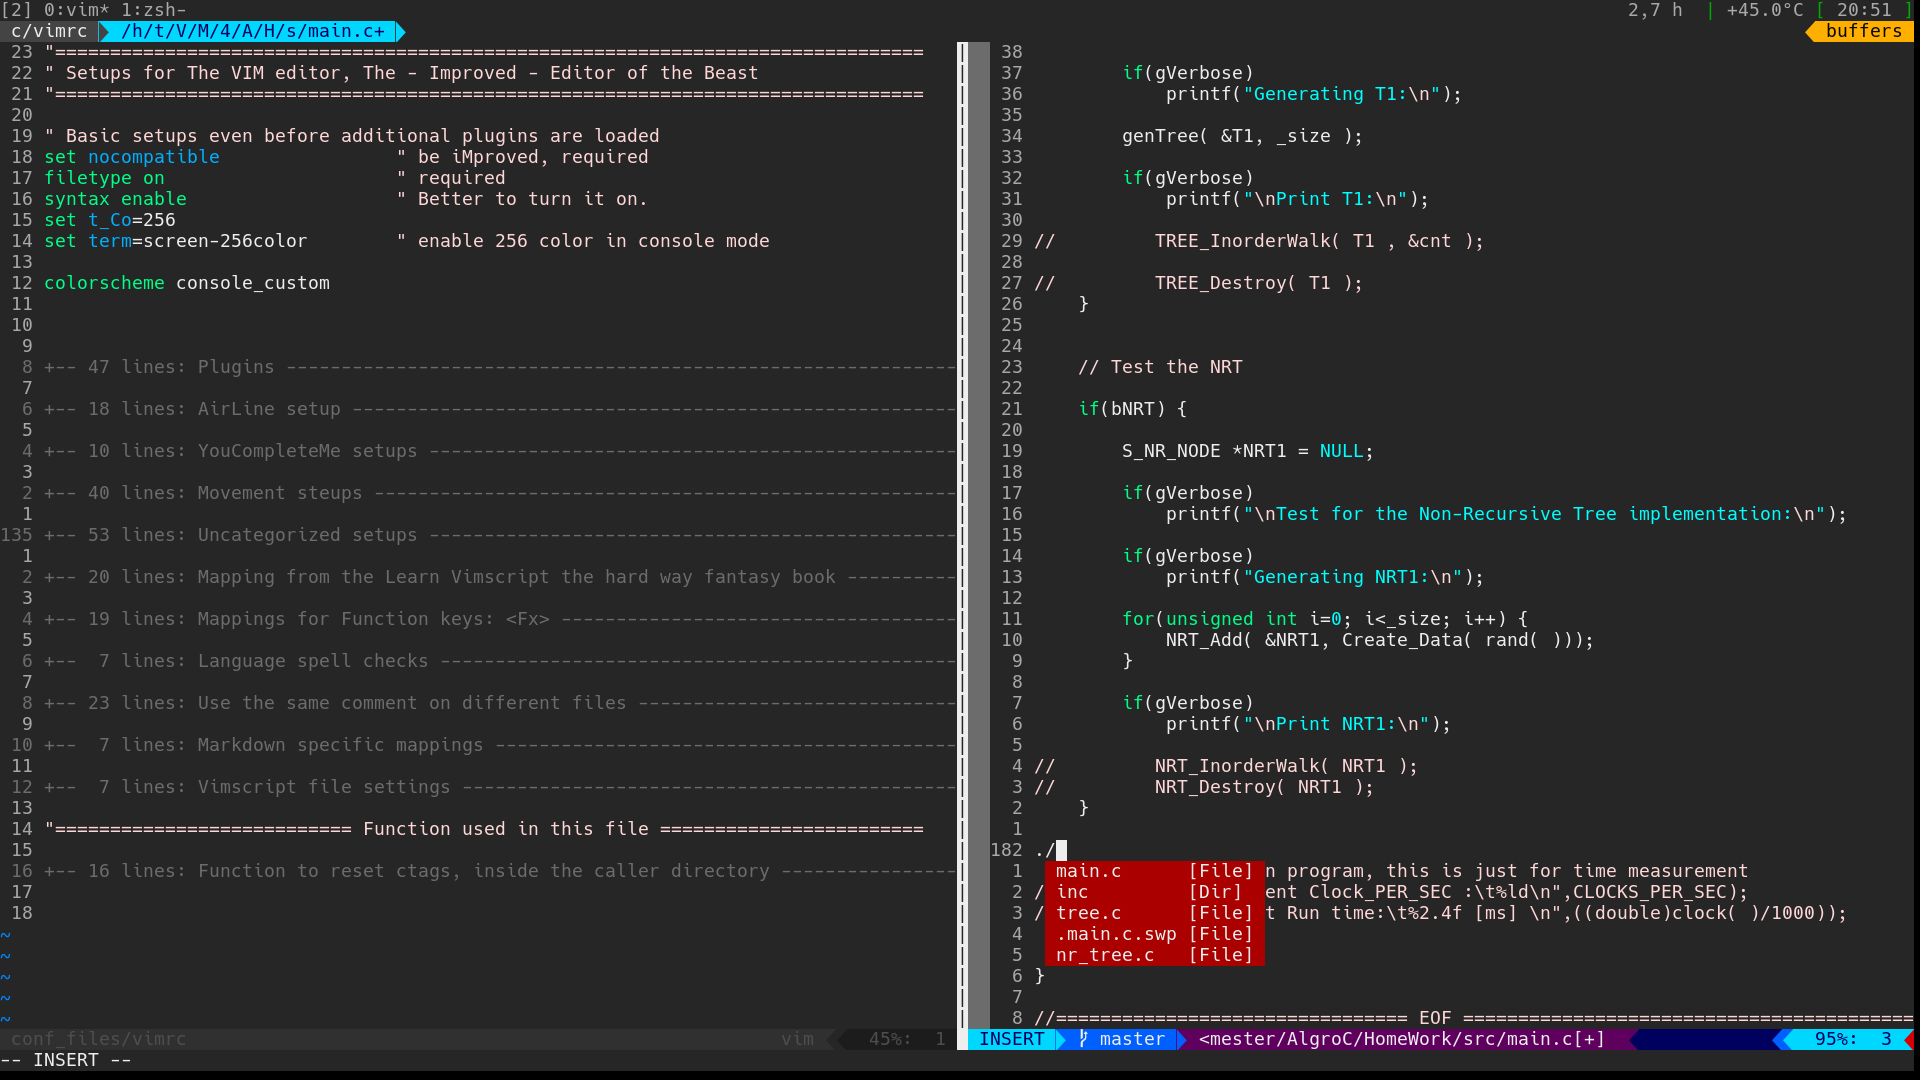 [2] 0:vim* 1:zsh-
2,7 h | +45.0°C [ 20:51 ]
c/vimrc /h/t/V/M/4/A/H/s/main.c+
buffers
23 "===============================================================================
22 " Setups for The VIM editor, The - Improved - Editor of the Beast
21 "===============================================================================
20
19 " Basic setups even before additional plugins are loaded
18 set nocompatible " be iMproved, required
17 filetype on " required
16 syntax enable " Better to turn it on.
15 set t_Co=256
14 set term=screen-256color " enable 256 color in console mode
13
12 colorscheme console_custom
11
10
9
8 +-- 47 lines: Plugins -------------------------------------------------------------
7
6 +-- 18 lines: AirLine setup -------------------------------------------------------
5
4 +-- 10 lines: YouCompleteMe setups ------------------------------------------------
3
2 +-- 40 lines: Movement steups -----------------------------------------------------
1
135 +-- 53 lines: Uncategorized setups ------------------------------------------------
1
2 +-- 20 lines: Mapping from the Learn Vimscript the hard way fantasy book ----------
3
4 +-- 19 lines: Mappings for Function keys: <Fx> ------------------------------------
5
6 +--  7 lines: Language spell checks -----------------------------------------------
7
8 +-- 23 lines: Use the same comment on different files -----------------------------
9
10 +--  7 lines: Markdown specific mappings ------------------------------------------
11
12 +--  7 lines: Vimscript file settings ---------------------------------------------
13
14 "=========================== Function used in this file ========================
15
16 +-- 16 lines: Function to reset ctags, inside the caller directory ----------------
17
18
~
~
~
~
~
conf_files/vimrc vim 45%: 1
38
37 if(gVerbose)
36 printf("Generating T1:\n");
35
34 genTree( &T1, _size );
33
32 if(gVerbose)
31 printf("\nPrint T1:\n");
30
29 // TREE_InorderWalk( T1 , &cnt );
28
27 // TREE_Destroy( T1 );
26 }
25
24
23 // Test the NRT
22
21 if(bNRT) {
20
19 S_NR_NODE *NRT1 = NULL;
18
17 if(gVerbose)
16 printf("\nTest for the Non-Recursive Tree implementation:\n");
15
14 if(gVerbose)
13 printf("Generating NRT1:\n");
12
11 for(unsigned int i=0; i<_size; i++) {
10 NRT_Add( &NRT1, Create_Data( rand( )));
9 }
8
7 if(gVerbose)
6 printf("\nPrint NRT1:\n");
5
4 // NRT_InorderWalk( NRT1 );
3 // NRT_Destroy( NRT1 );
2 }
1
182 ./
1 main.c [File] n program, this is just for time measurement
2 / inc [Dir] ent Clock_PER_SEC :\t%ld\n",CLOCKS_PER_SEC);
3 / tree.c [File] t Run time:\t%2.4f [ms] \n",((double)clock( )/1000));
4 .main.c.swp [File]
5 nr_tree.c [File]
6 }
7
8 //================================ EOF =========================================
INSERT master <mester/AlgroC/HomeWork/src/main.c[+] 95%: 3
-- INSERT --